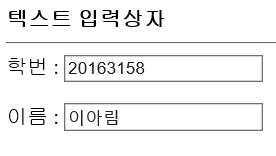 텍스트 입력상자
학번 : 20163158
이름 : 이아림